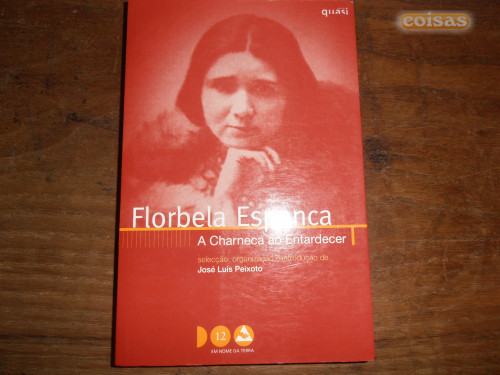 quasi
coisas
Florbela Espanca
A Charneca ao Entardecer
selecção, organização e introdução de
José Luís Peixoto
12
EM NOME DA TERRA